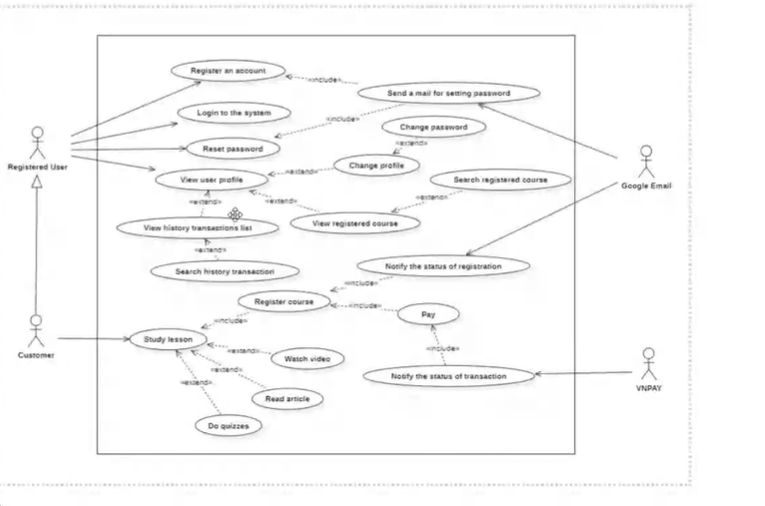 Register an account
«include»
Send a mail for setting password
Login to the system
«include»
Change password
Reset password
«extend»
Registered User
View user profile
«extend»
Change profile
Search registered course
Google Email
«extend»
«extend»
«extend»
View history transactions list
View registered course
«extend»
Search history transaction
Notify the status of registration
«include»
Register course
«include»
Pay
«include»
Customer
Study lesson
«extend»
Watch video
«include»
«extend»
Notify the status of transaction
VNPAY
«extend»
Read article
Do quizzes